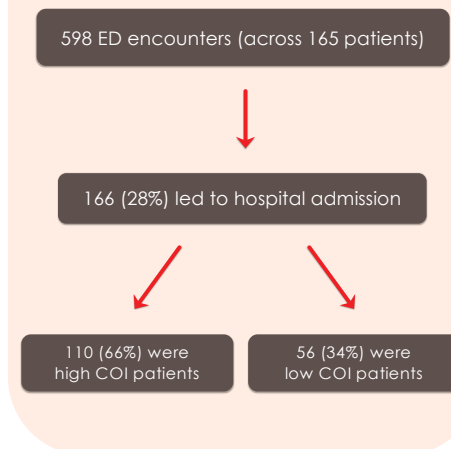 598 ED encounters (across 165 patients)
166 (28%) led to hospital admission
110 (66%) were
high COI patients
56 (34%) were
low COI patients